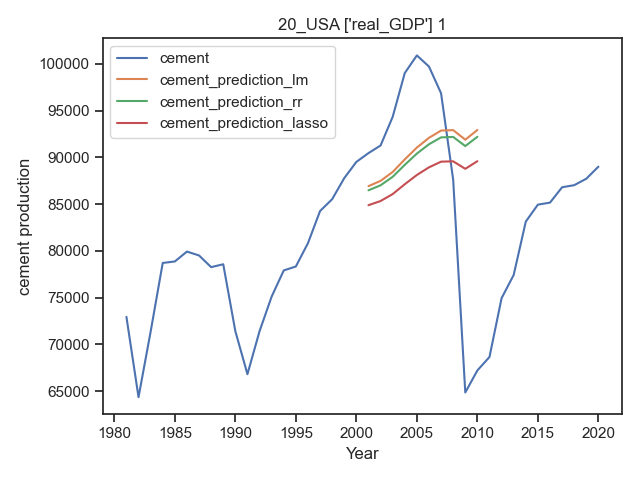 20_USA ['real_GDP'] 1
cement
cement_prediction_lm
cement_prediction_rr
cement_prediction_lasso
cement production
100000
95000
90000
85000
80000
75000
70000
65000
1980 1985 1990 1995 2000 2005 2010 2015 2020
Year